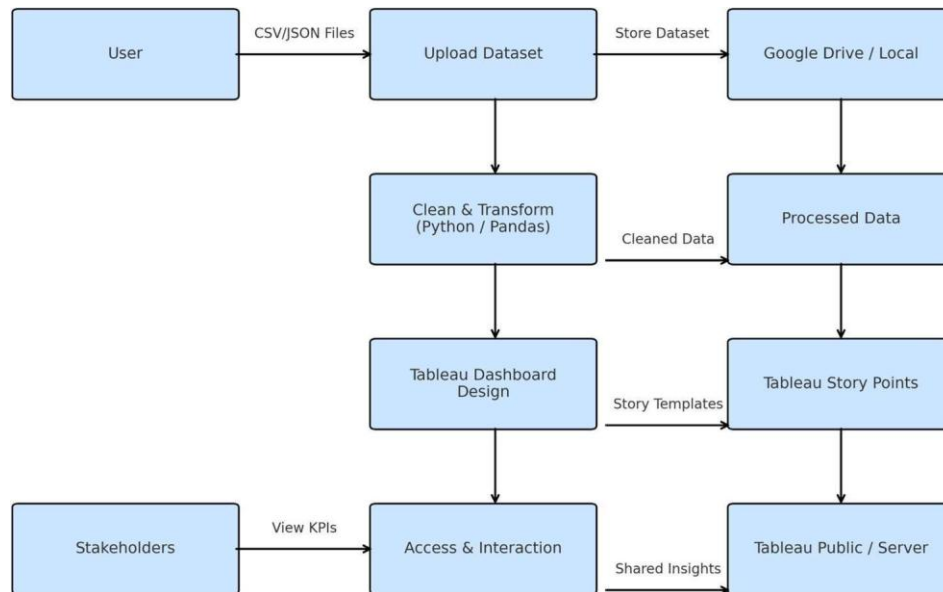 User
CSV/JSON Files
Upload Dataset
Store Dataset
Google Drive / Local
Clean & Transform
(Python / Pandas)
Cleaned Data
Processed Data
Tableau Dashboard
Design
Story Templates
Tableau Story Points
Stakeholders
View KPIs
Access & Interaction
Shared Insights
Tableau Public / Server